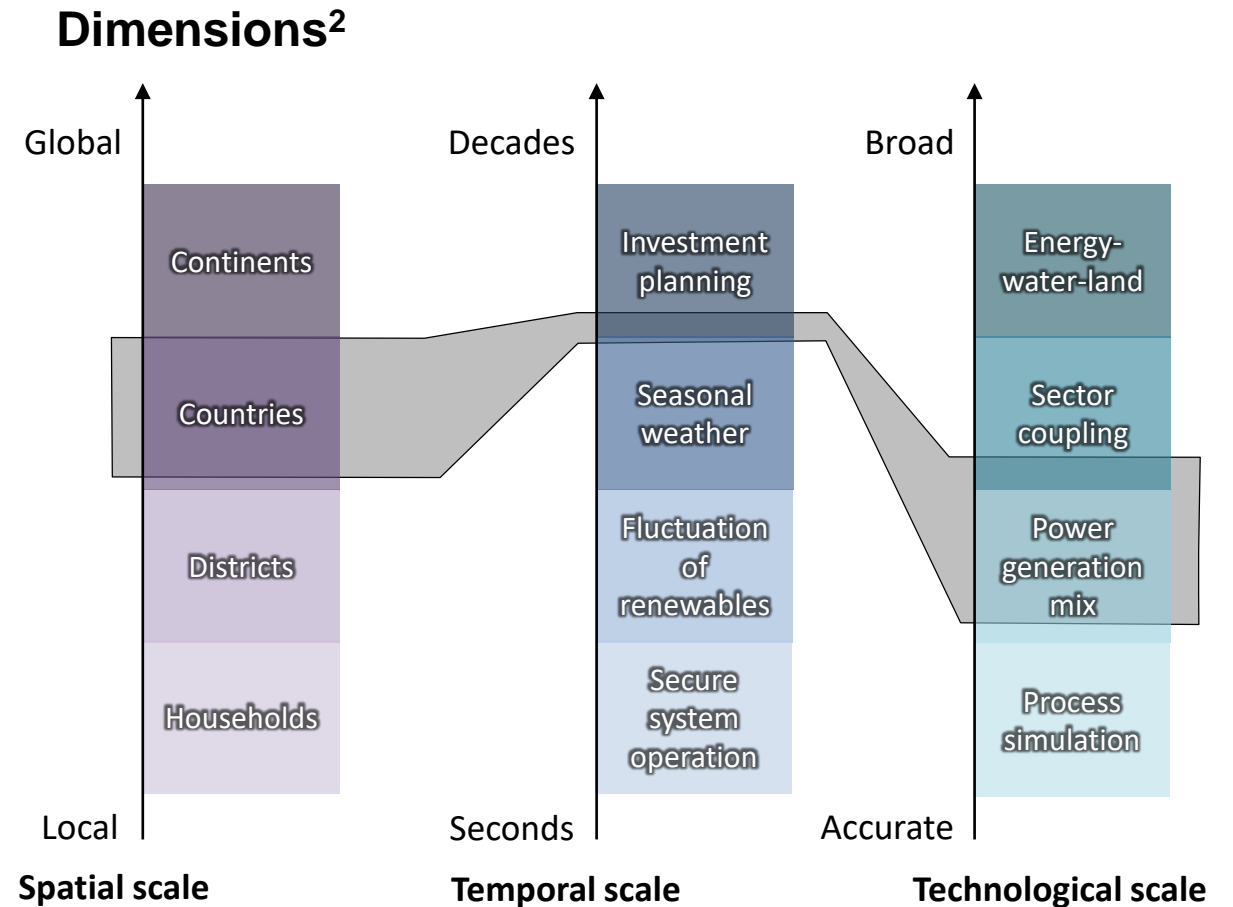 Dimensions²
Global
Continents
Countries
Districts
Households
Local
Spatial scale
Decades
Investment
planning
Seasonal
weather
Fluctuation
of
renewables
Secure
system
operation
Seconds
Temporal scale
Broad
Energy-
water-land
Sector
coupling
Power
generation
mix
Process
simulation
Accurate
Technological scale